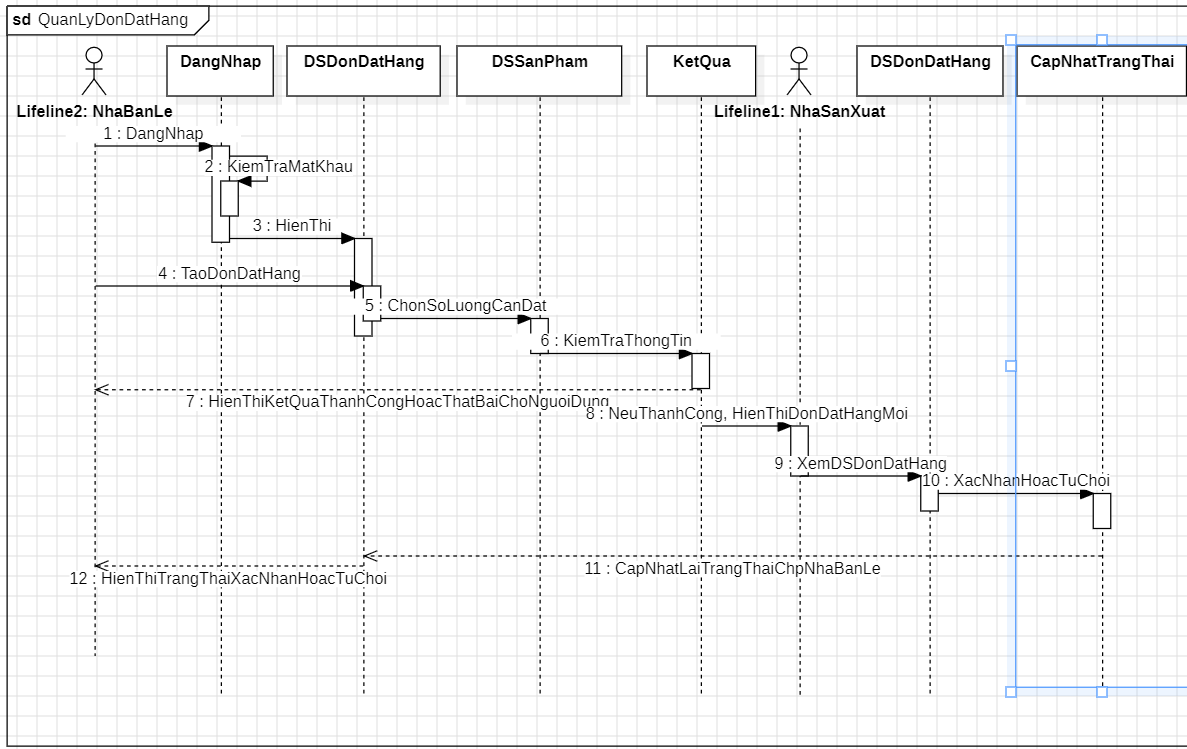 sd QuanLyDonDatHang
DangNhap
DSDonDatHang
DSSanPham
KetQua
DSDonDatHang
CapNhatTrangThai
Lifeline2: NhaBanLe
Lifeline1: NhaSanXuat
1 : DangNhap
2 : KiemTraMatKhau
3 : HienThi
4 : TaoDonDatHang
5 : ChonSoLuongCanDat
6 : KiemTraThongTin
7 : HienThiKetQuaThanhCongHoacThatBaiChoNguoiDung
8 : NeuThanhCong, HienThiDonDatHangMoi
9 : XemDSDonDatHang
10 : XacNhanHoacTuChoi
11 : CapNhatLaiTrangThaiChpNhaBanLe
12 : HienThiTrangThaiXacNhanHoacTuChoi